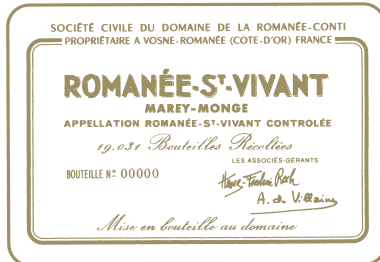 SOCIÉTÉ CIVILE DU DOMAINE DE LA ROMANÉE-CONTI
PROPRIÉTAIRE A VOSNE-ROMANÉE (COTE-D'OR) FRANCE
ROMANÉE-ST-VIVANT
MAREY-MONGE
APPELLATION ROMANÉE-ST-VIVANT CONTROLÉE
19.031 Bouteilles Récoltées
LES ASSOCIÉS-GÉRANTS
BOUTEILLE No 00000
A. de Villaine
Mise en bouteille au domaine